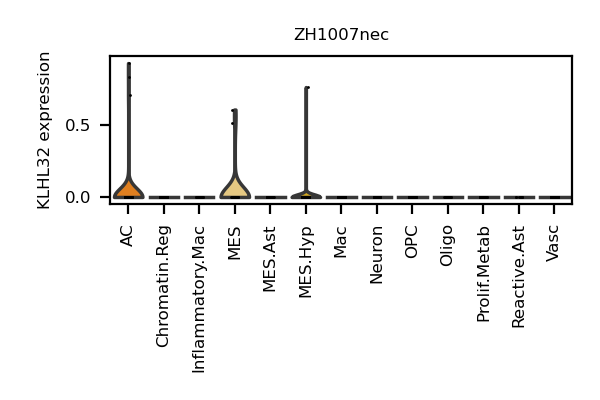 ZH1007nec
KLHL32 expression
0.5
0.0
AC
Chromatin.Reg
Inflammatory.Mac
MES
MES.Ast
MES.Hyp
Mac
Neuron
OPC
Oligo
Prolif.Metab
Reactive.Ast
Vasc